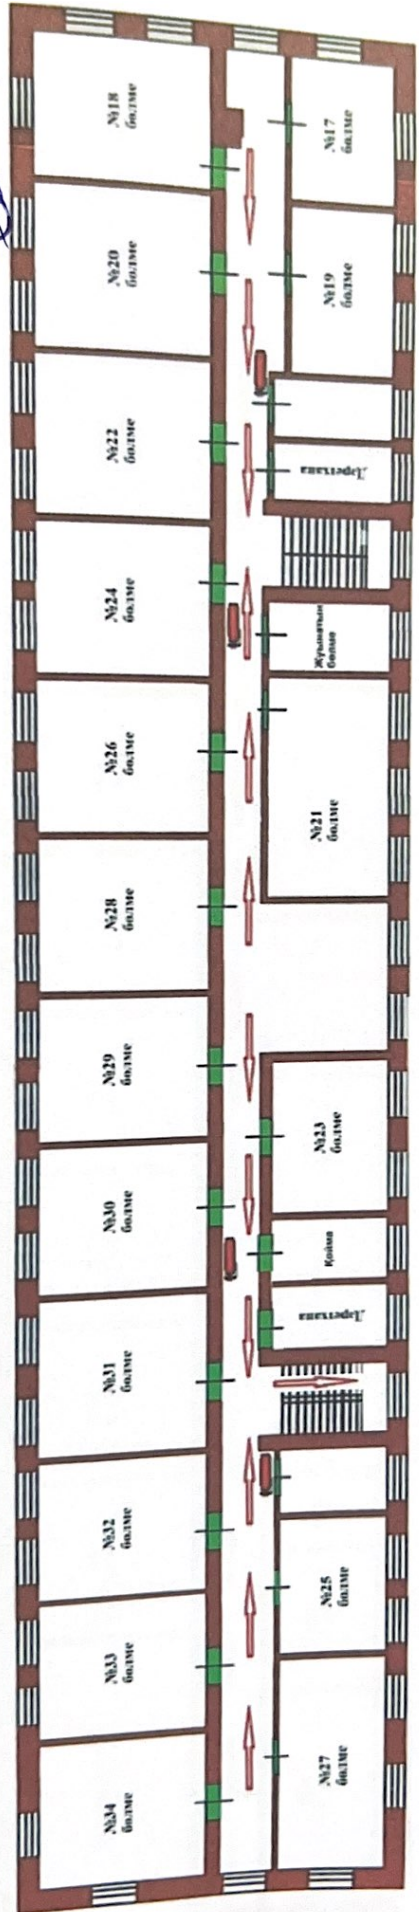 №34
бөлме
№33
бөлме
№32
бөлме
№31
бөлме
№30
бөлме
№29
бөлме
№28
бөлме
№26
бөлме
№24
бөлме
№22
бөлме
№20
бөлме
№18
бөлме
№27
бөлме
№25
бөлме
Дәретхана
Қойма
№23
бөлме
№21
бөлме
Жуынатын
бөлме
Дәретхана
№19
бөлме
№17
бөлме